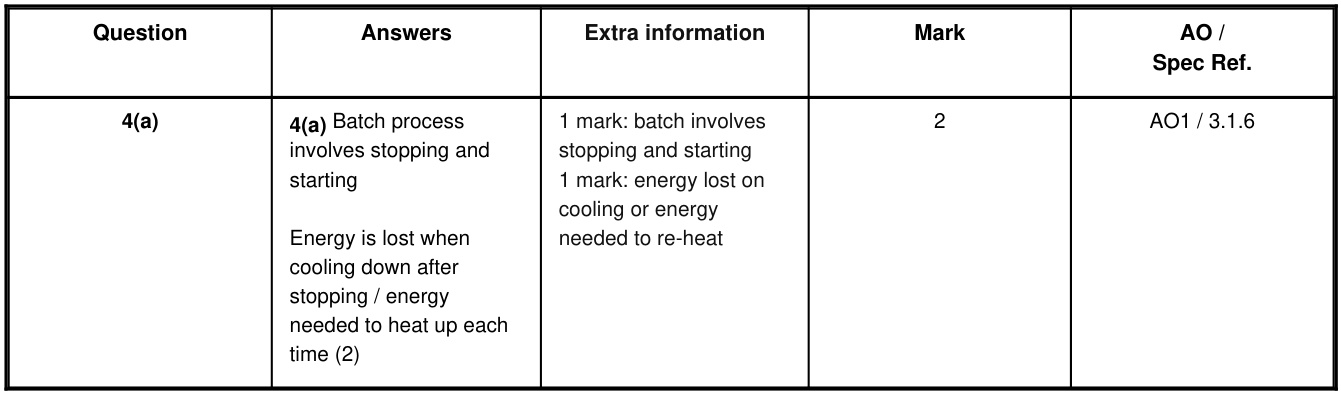 Question
Answers
Extra information
Mark
AO /
Spec Ref.
4(a)
4(a) Batch process
involves stopping and
starting
Energy is lost when
cooling down after
stopping / energy
needed to heat up each
time (2)
1 mark: batch involves
stopping and starting
1 mark: energy lost on
cooling or energy
needed to re-heat
2
AO1 / 3.1.6